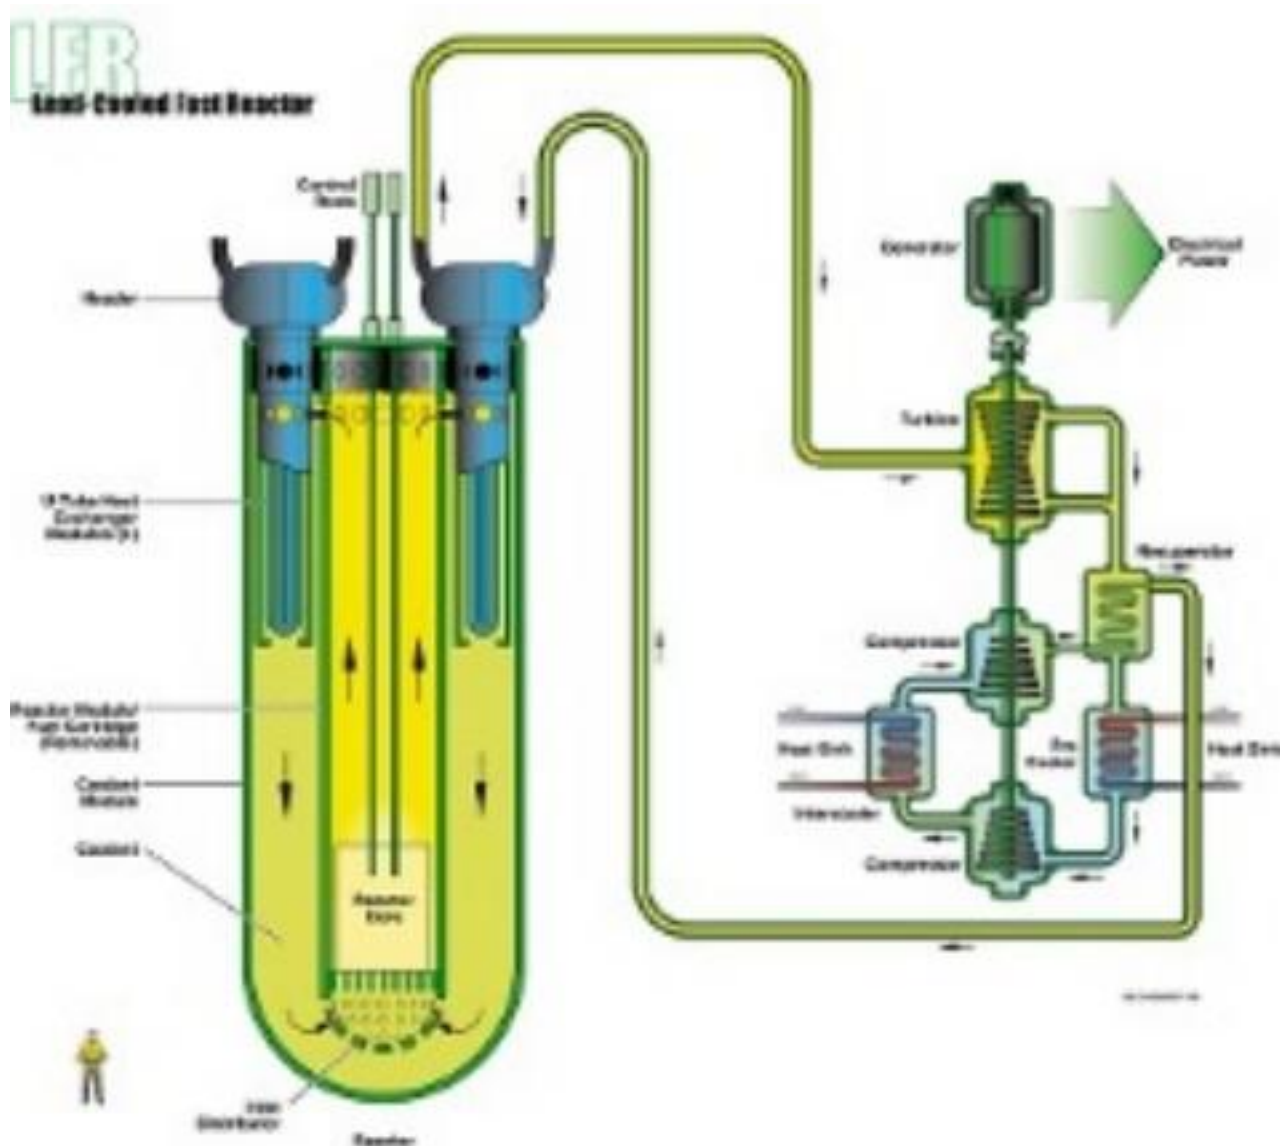 LFR
Lead-Cooled Fast Reactor
Control
Rods
Header
Generator
Electrical
Power
Turbine
U-Tube Heat
Exchanger
Modules
Recuperator
Compressor
Reactor Module/
Fuel Cartridge
(Removable)
Heat Sink
Pre
Cooler
Heat Sink
Coolant
Module
Intercooler
Coolant
Compressor
Reactor
Core
Inlet
Distributor
Reactor